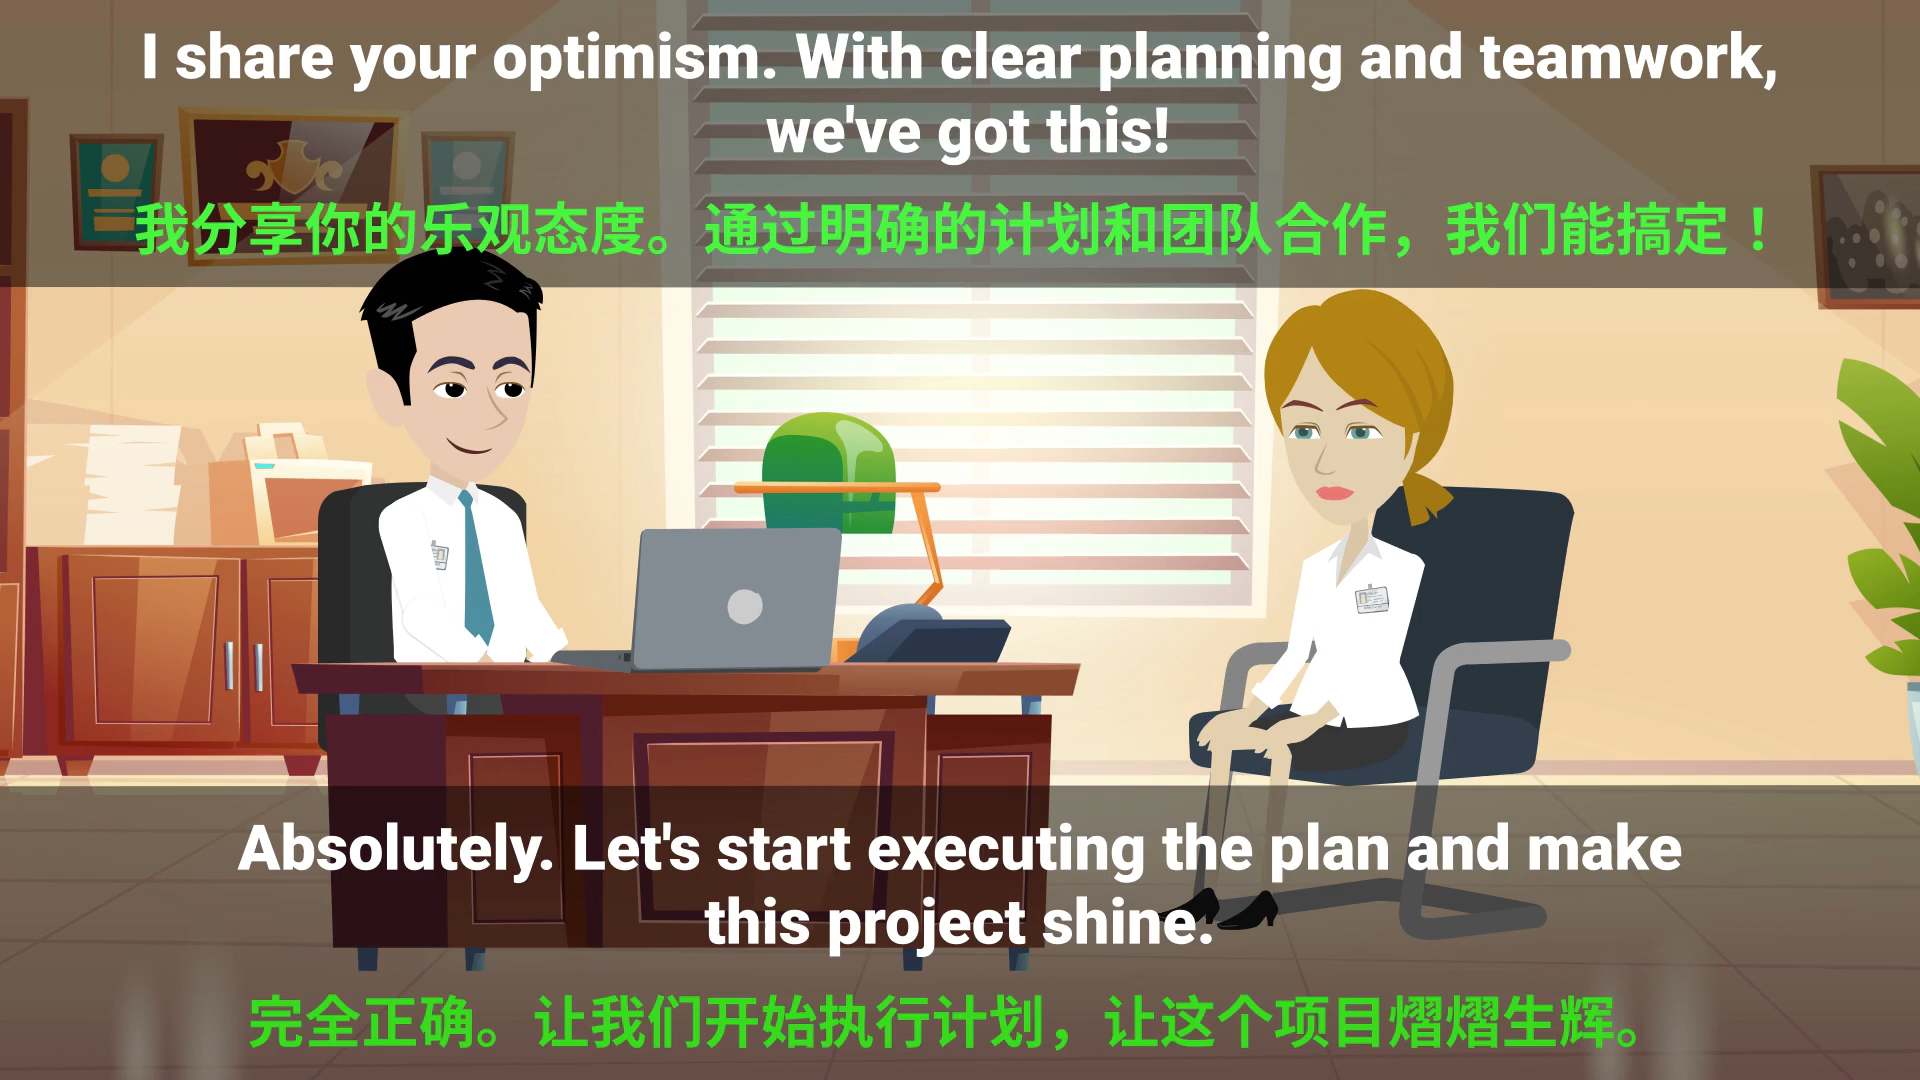 I share your optimism. With clear planning and teamwork,
we've got this!
我分享你的乐观态度。通过明确的计划和团队合作，我们能搞定！
Absolutely. Let's start executing the plan and make
this project shine.
完全正确。让我们开始执行计划，让这个项目熠熠生辉。